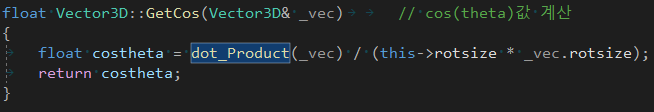 float Vector3D::GetCos(Vector3D& _vec) // cos(theta)값 계산
{
float costheta = dot_Product(_vec) / (this->rotsize * _vec.rotsize);
return costheta;
}